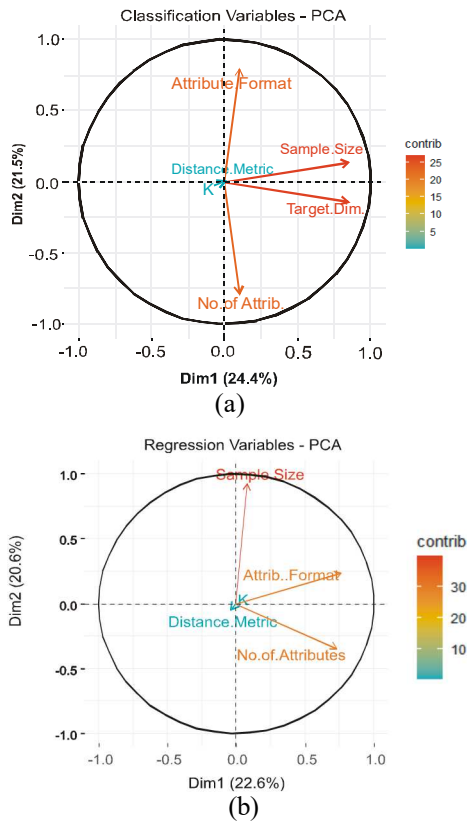 Classification Variables - PCA
1.0
Attribute.Format
0.5
Sample.Size
Distance.Metric
0.0
K
Target.Dim.
Dim2 (21.5%)
-0.5
No.of Attrib.
-1.0
-1.0 -0.5 0.0 0.5 1.0
Dim1 (24.4%)
contrib
25
20
15
10
5
(a)
Regression Variables - PCA
Sample.Size
1.0
0.5
Attrib..Format
K
0.0
Distance.Metric
No.of.Attributes
Dim2 (20.6%)
-0.5
-1.0
-1.0 -0.5 0.0 0.5 1.0
Dim1 (22.6%)
contrib
30
20
10
(b)